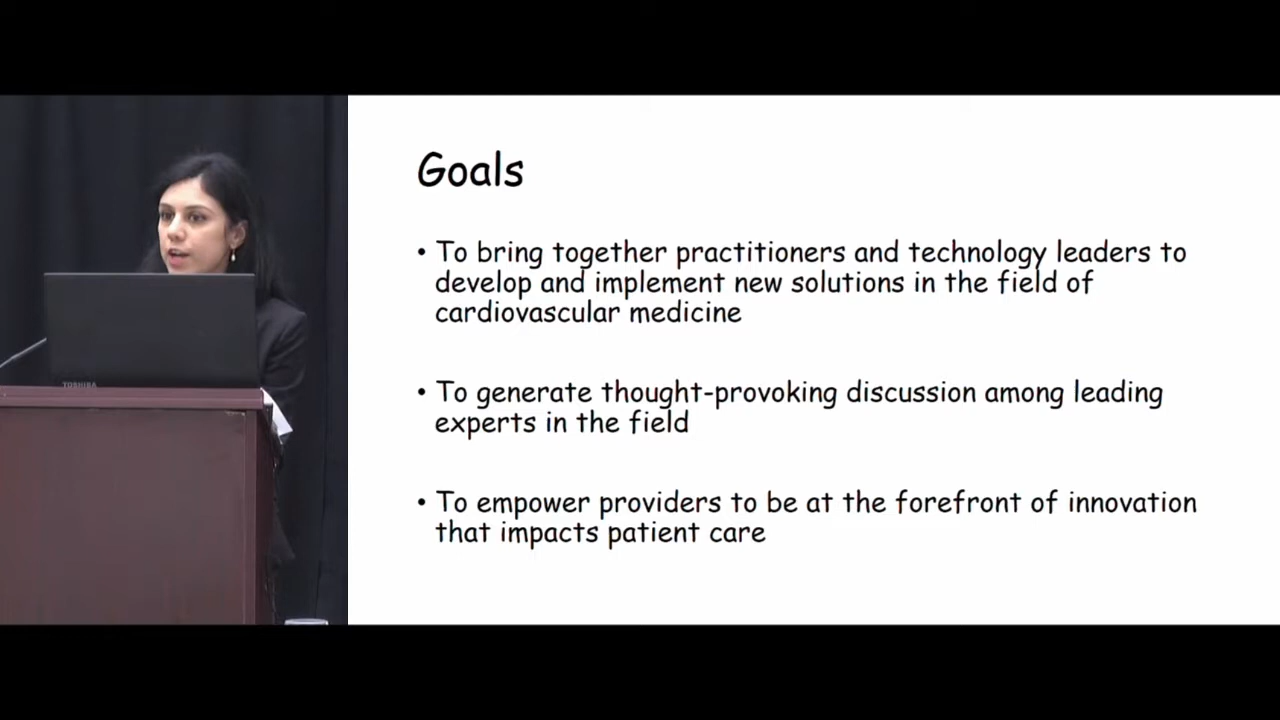 Goals
• To bring together practitioners and technology leaders to
develop and implement new solutions in the field of
cardiovascular medicine
• To generate thought-provoking discussion among leading
experts in the field
• To empower providers to be at the forefront of innovation
that impacts patient care
TOSHIBA